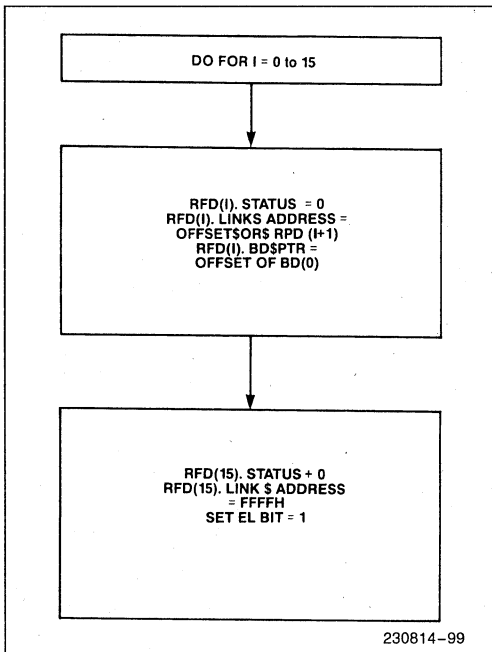 DO FOR I = 0 to 15
RFD(I). STATUS = 0
RFD(I). LINKS ADDRESS =
OFFSET$OR$ RPD (I+1)
RFD(I). BD$PTR =
OFFSET OF BD(0)
RFD(15). STATUS + 0
RFD(15). LINK $ ADDRESS
= FFFFH
SET EL BIT = 1
230814–99